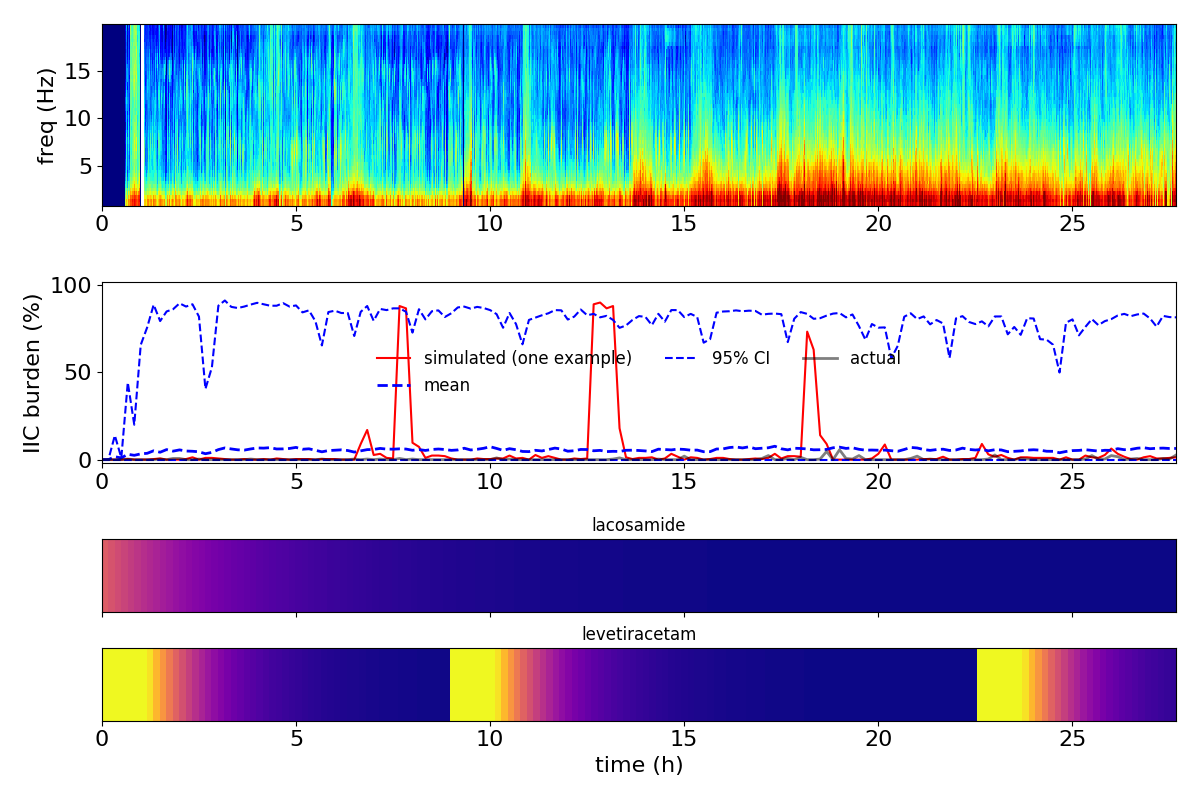 freq (Hz)
15
10
5
0 5 10 15 20 25
IIC burden (%)
100
50
0
simulated (one example) 95% CI actual
mean
0 5 10 15 20 25
lacosamide
levetiracetam
0 5 10 15 20 25
time (h)